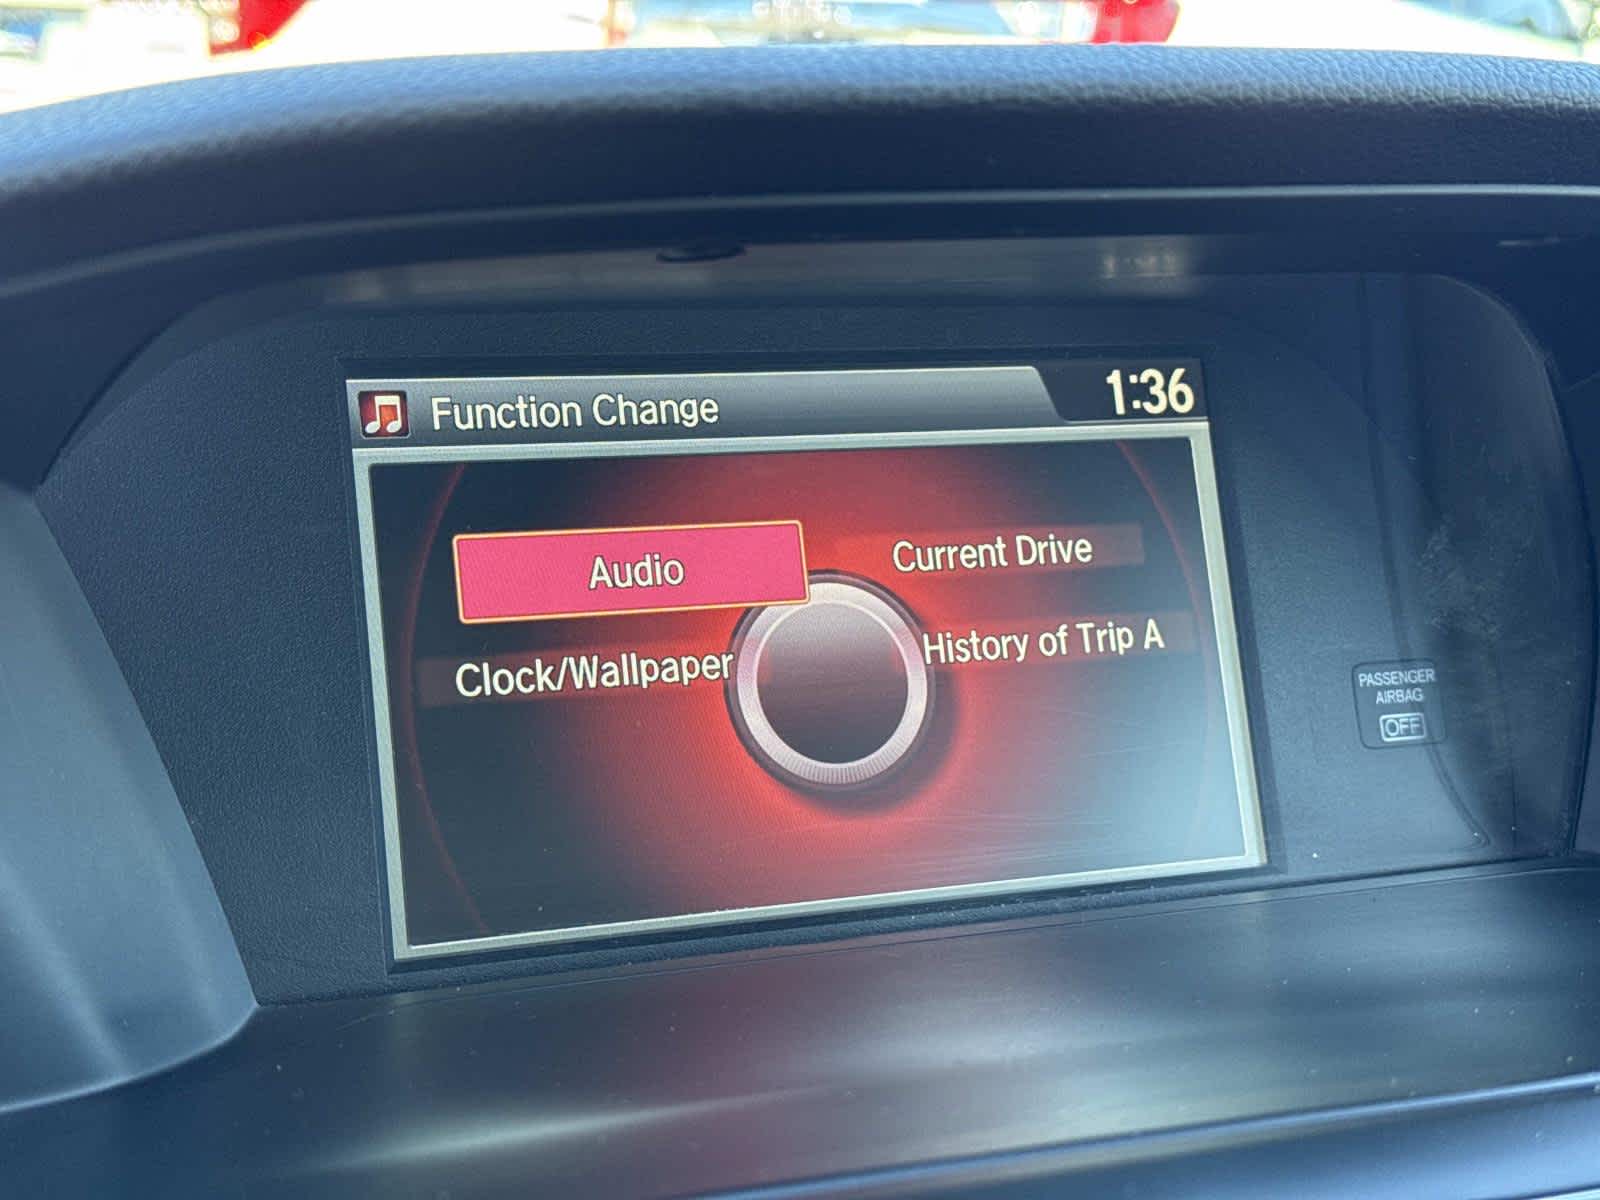 Function Change
1:36
Audio
Current Drive
Clock/Wallpaper
History of Trip A
PASSENGER
AIRBAG
OFF